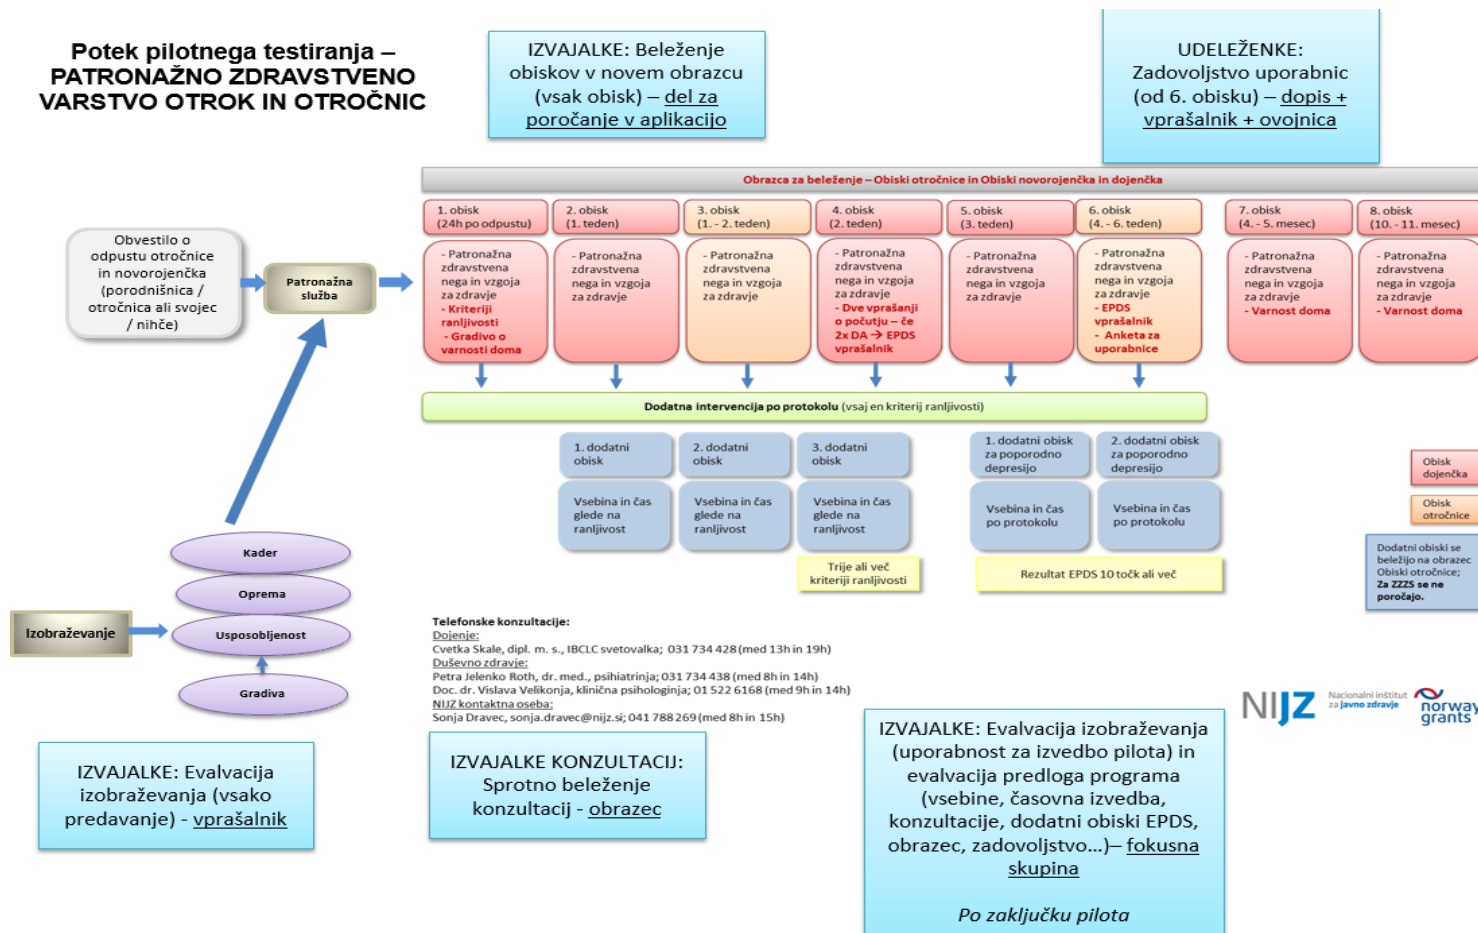 Potek pilotnega testiranja –
PATRONAŽNO ZDRAVSTVENO
VARSTVO OTROK IN OTROČNIC
IZVAJALKE: Beleženje
obiskov v novem obrazcu
(vsak obisk) – del za
poročanje v aplikacijo
UDELEŽENKE:
Zadovoljstvo uporabnic
(od 6. obisku) – dopis +
vprašalnik + ovojnica
Obrazca za beleženje – Obiski otročnice in Obiski novorojenčka in dojenčka
1. obisk
(24h po odpustu)
2. obisk
(1. teden)
3. obisk
(1. - 2. teden)
4. obisk
(2. teden)
5. obisk
(3. teden)
6. obisk
(4. - 6. teden)
7. obisk
(4. - 5. mesec)
8. obisk
(10. - 11. mesec)
Obvestilo o
odpustu otročnice
in novorojenčka
(porodnišnica /
otročnica ali svojec
/ nihče)
Patronažna
služba
- Patronažna
zdravstvena
nega in vzgoja
za zdravje
- Kriteriji
ranljivosti
- Gradivo o
varnosti doma
- Patronažna
zdravstvena
nega in vzgoja
za zdravje
- Patronažna
zdravstvena
nega in vzgoja
za zdravje
- Patronažna
zdravstvena
nega in vzgoja
za zdravje
- Dve vprašanji
o počutju – če
2x DA → EPDS
vprašalnik
- Patronažna
zdravstvena
nega in vzgoja
za zdravje
- Patronažna
zdravstvena
nega in vzgoja
za zdravje
- EPDS
vprašalnik
- Anketa za
uporabnice
- Patronažna
zdravstvena
nega in vzgoja
za zdravje
- Varnost doma
- Patronažna
zdravstvena
nega in vzgoja
za zdravje
- Varnost doma
Dodatna intervencija po protokolu (vsaj en kriterij ranljivosti)
1. dodatni
obisk
2. dodatni
obisk
3. dodatni
obisk
1. dodatni obisk
za poporodno
depresijo
2. dodatni obisk
za poporodno
depresijo
Vsebina in čas
glede na
ranljivost
Vsebina in čas
glede na
ranljivost
Vsebina in čas
glede na
ranljivost
Vsebina in čas
po protokolu
Vsebina in čas
po protokolu
Trije ali več
kriteriji ranljivosti
Rezultat EPDS 10 točk ali več
Obisk
dojenčka
Obisk
otročnice
Dodatni obiski se
beležijo na obrazec
Obiski otročnice;
Za ZZZS se ne
poročajo.
Kader
Oprema
Usposobljenost
Gradiva
Izobraževanje
Telefonske konzultacije:
Dojenje:
Cvetka Skale, dipl. m. s., IBCLC svetovalka; 031 734 428 (med 13h in 19h)
Duševno zdravje:
Petra Jelenko Roth, dr. med., psihiatrinja; 031 734 438 (med 8h in 14h)
Doc. dr. Vislava Velikonja, klinična psihologinja; 01 522 6168 (med 9h in 14h)
NIJZ kontaktna oseba:
Sonja Dravec, sonja.dravec@nijz.si; 041 788 269 (med 8h in 15h)
NIJZ Nacionalni inštitut
za javno zdravje
norway
grants
IZVAJALKE: Evalvacija
izobraževanja (vsako
predavanje) - vprašalnik
IZVAJALKE KONZULTACIJ:
Sprotno beleženje
konzultacij - obrazec
IZVAJALKE: Evalvacija izobraževanja
(uporabnost za izvedbo pilota) in
evalvacija predloga programa
(vsebine, časovna izvedba,
konzultacije, dodatni obiski EPDS,
obrazec, zadovoljstvo...)– fokusna
skupina
Po zaključku pilota